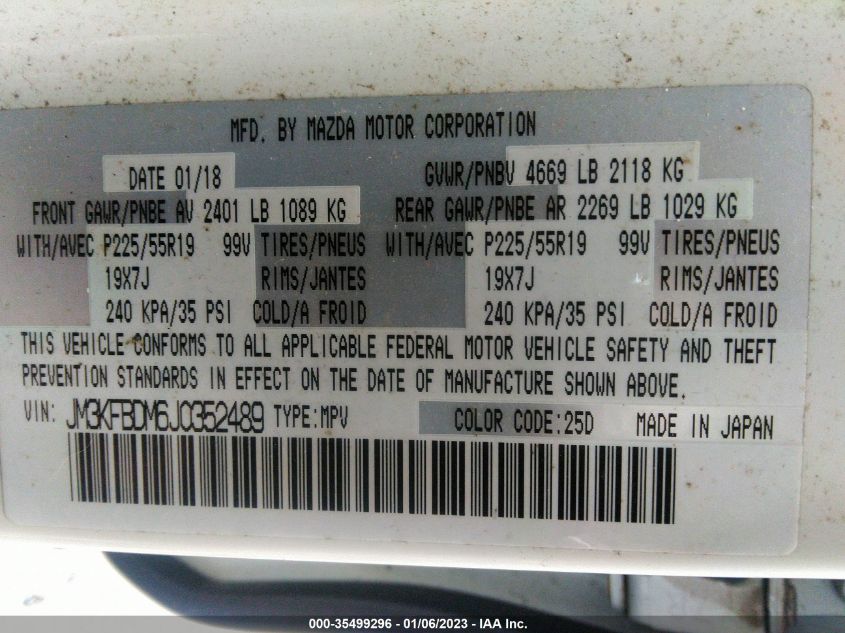 MFD. BY MAZDA MOTOR CORPORATION
DATE 01/18 GVWR/PNBV 4669 LB 2118 KG
FRONT GAWR/PNBE AV 2401 LB 1089 KG REAR GAWR/PNBE AR 2269 LB 1029 KG
WITH/AVEC P225/55R19 99V TIRES/PNEUS WITH/AVEC P225/55R19 99V TIRES/PNEUS
19X7J RIMS/JANTES 19X7J RIMS/JANTES
240 KPA/35 PSI COLD/A FROID 240 KPA/35 PSI COLD/A FROID
THIS VEHICLE CONFORMS TO ALL APPLICABLE FEDERAL MOTOR VEHICLE SAFETY AND THEFT
PREVENTION STANDARDS IN EFFECT ON THE DATE OF MANUFACTURE SHOWN ABOVE.
VIN: JM3KFBDM6J0352489 TYPE:MPV COLOR CODE:25D MADE IN JAPAN
000-35499296 - 01/06/2023 - IAA Inc.